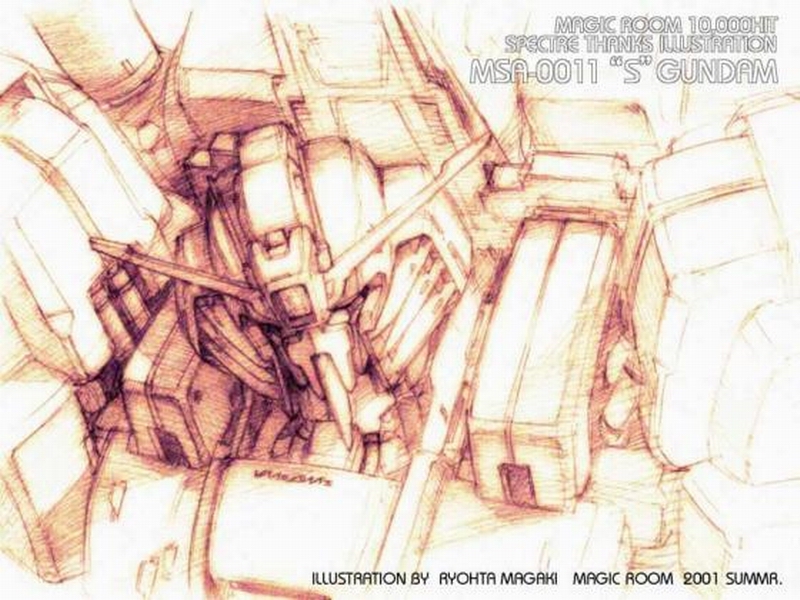 MAGIC ROOM 10,000HIT
SPECTRE THANKS ILLUSTRATION
MSA-0011 “S” GUNDAM
ILLUSTRATION BY RYOHTA MAGAKI MAGIC ROOM 2001 SUMMR.